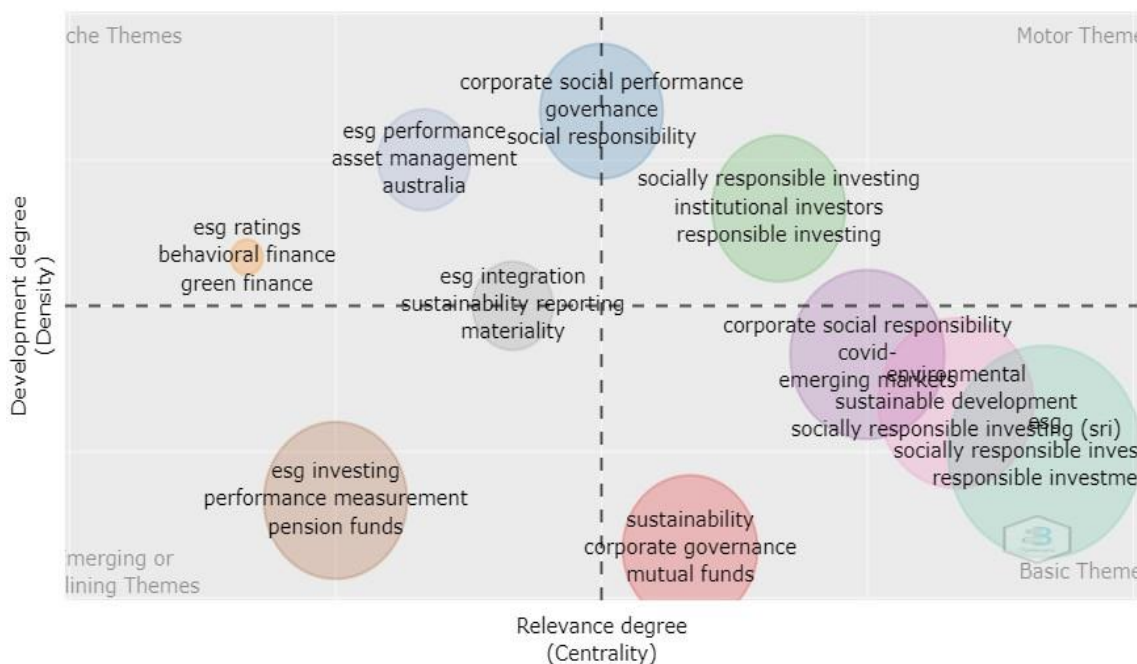 che Themes
Motor Theme
corporate social performance
governance
social responsibility
esg performance
asset management
australia
socially responsible investing
institutional investors
responsible investing
esg ratings
behavioral finance
green finance
esg integration
sustainability reporting
materiality
corporate social responsibility
covid-
emerging markets
environmental
sustainable development
socially responsible investing (sri)
esg
socially responsible inves
responsible investme
esg investing
performance measurement
pension funds
sustainability
corporate governance
mutual funds
merging or
lining Themes
Basic Theme
Development degree
(Density)
Relevance degree
(Centrality)